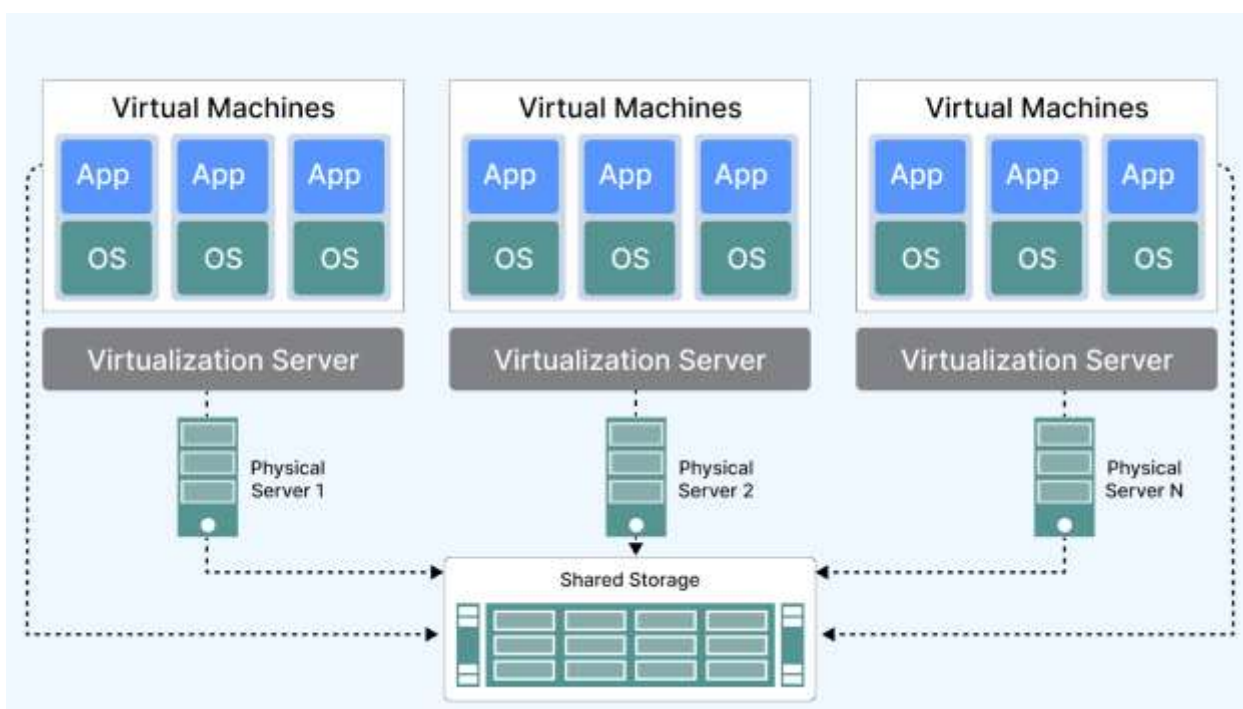 Virtual Machines
App App App
OS OS OS
Virtualization Server
Physical
Server 1
Virtual Machines
App App App
OS OS OS
Virtualization Server
Physical
Server 2
Virtual Machines
App App App
OS OS OS
Virtualization Server
Physical
Server N
Shared Storage